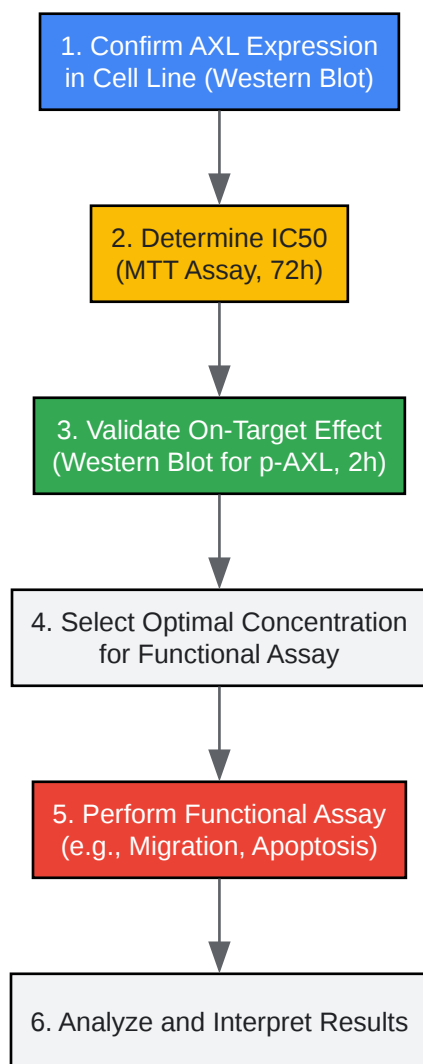 1. Confirm AXL Expression
in Cell Line (Western Blot)
2. Determine IC50
(MTT Assay, 72h)
3. Validate On-Target Effect
(Western Blot for p-AXL, 2h)
4. Select Optimal Concentration
for Functional Assay
5. Perform Functional Assay
(e.g., Migration, Apoptosis)
6. Analyze and Interpret Results